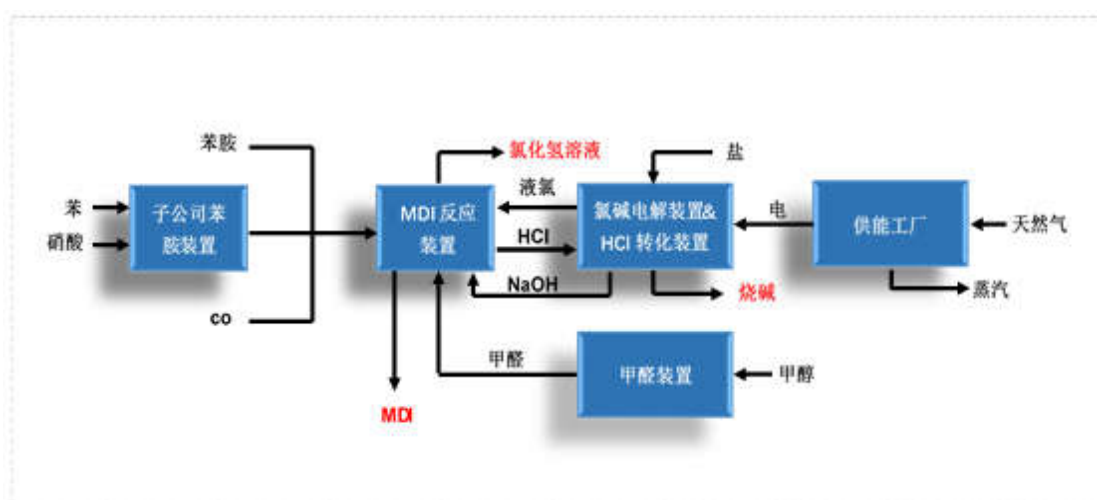 苯胺
氯化氢溶液
盐
苯
硝酸
子公司苯
胺装置
MDI反应
装置
液氯
HCl
NaOH
氯碱电解装置&
HCl 转化装置
电
供能工厂
天然气
蒸汽
烧碱
co
甲醛
甲醛装置
甲醇
MDI